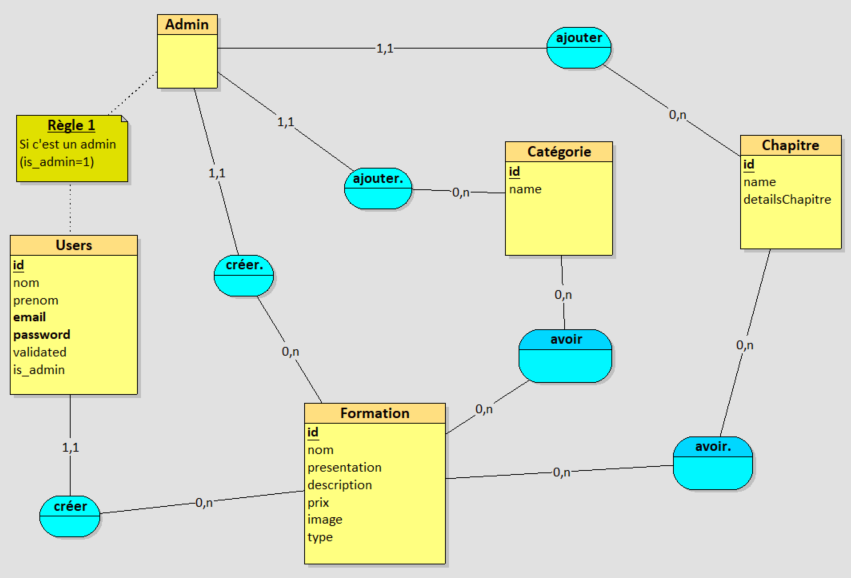 Admin
1,1
ajouter
0,n
Règle 1
Si c'est un admin
(is_admin=1)
1,1
1,1
ajouter.
0,n
Catégorie
id
name
Chapitre
id
name
detailsChapitre
Users
id
nom
prenom
email
password
validated
is_admin
créer.
0,n
0,n
avoir
0,n
0,n
Formation
id
nom
presentation
description
prix
image
type
1,1
créer
0,n
0,n
avoir.